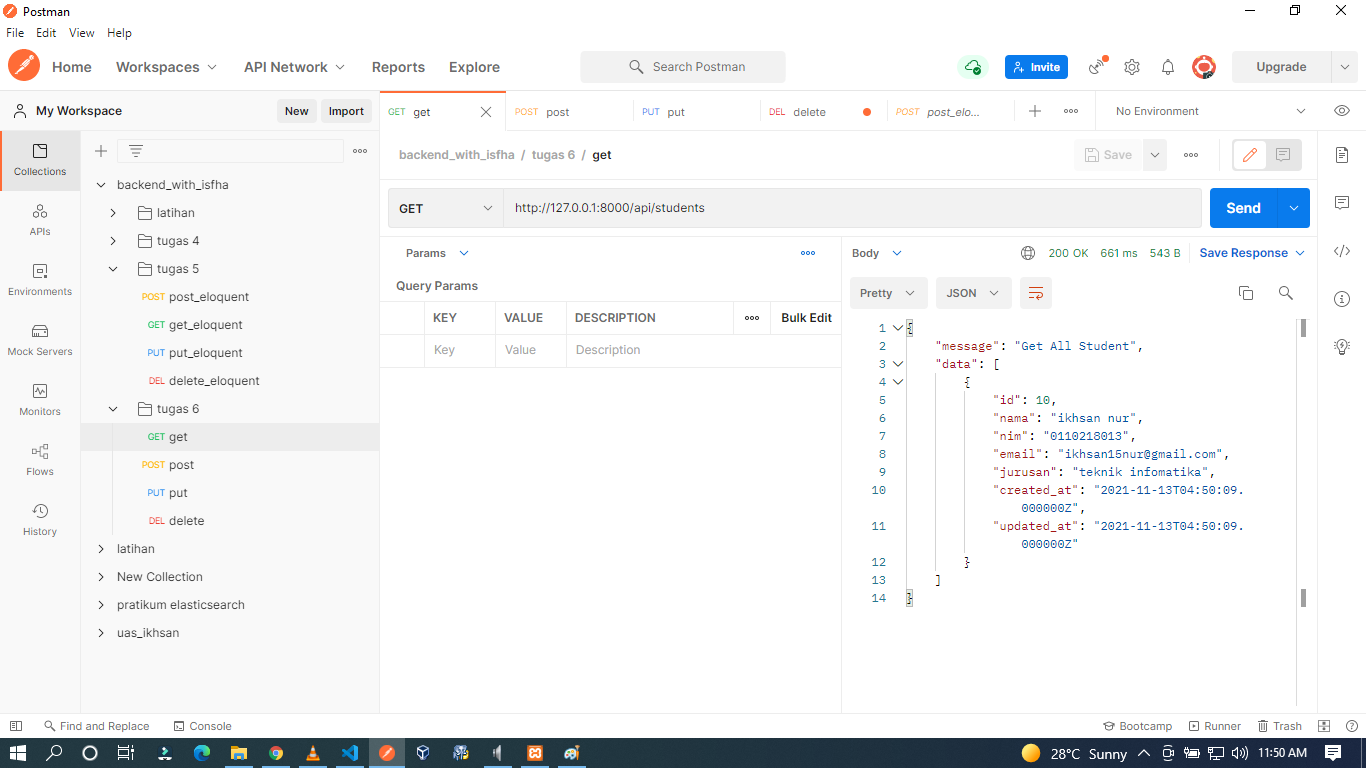 Postman
File Edit View Help
Home Workspaces API Network Reports Explore Search Postman Invite Upgrade
My Workspace New Import
GET get POST post PUT put DEL delete POST post_elo... No Environment
backend_with_isfha / tugas 6 / get Save
GET http://127.0.0.1:8000/api/students Send
Collections
APIs
Environments
Mock Servers
Monitors
Flows
History
backend_with_isfha
latihan
tugas 4
tugas 5
POST post_eloquent
GET get_eloquent
PUT put_eloquent
DEL delete_eloquent
tugas 6
GET get
POST post
PUT put
DEL delete
latihan
New Collection
pratikum elasticsearch
uas_ikhsan
Params
Query Params
KEY VALUE DESCRIPTION Bulk Edit
Key Value Description
Body 200 OK 661 ms 543 B Save Response
Pretty JSON
1 {
2 "message": "Get All Student",
3 "data": [
4 {
5 "id": 10,
6 "nama": "ikhsan nur",
7 "nim": "0110218013",
8 "email": "ikhsan15nur@gmail.com",
9 "jurusan": "teknik infomatika",
10 "created_at": "2021-11-13T04:50:09.
000000Z",
11 "updated_at": "2021-11-13T04:50:09.
000000Z"
12 }
13 ]
14 }
Find and Replace Console Bootcamp Runner Trash
28°C Sunny 11:50 AM